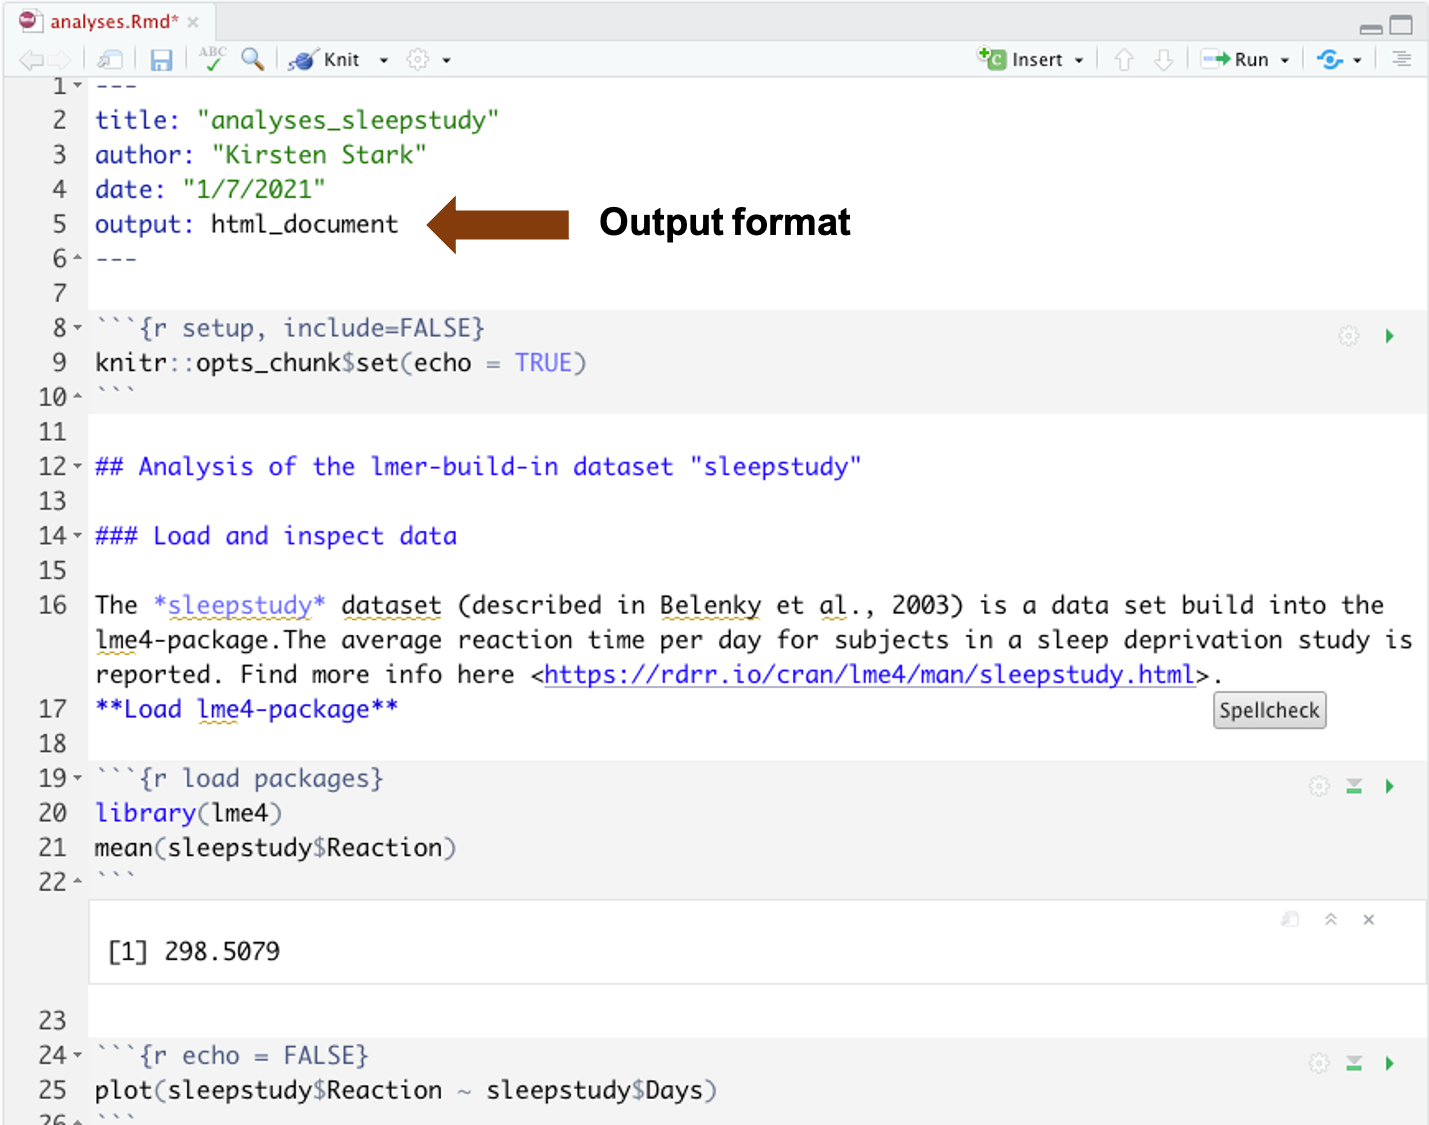 analyses.Rmd*
ABC Knit Insert Run
1 ---
2 title: "analyses_sleepstudy"
3 author: "Kirsten Stark"
4 date: "1/7/2021"
5 output: html_document Output format
6 ---
7
8 ```{r setup, include=FALSE}
9 knitr::opts_chunk$set(echo = TRUE)
10 ```
11
12 ## Analysis of the lmer-build-in dataset "sleepstudy"
13
14 ### Load and inspect data
15
16 The *sleepstudy* dataset (described in Belenky et al., 2003) is a data set build into the
lme4-package.The average reaction time per day for subjects in a sleep deprivation study is
reported. Find more info here <https://rdrr.io/cran/lme4/man/sleepstudy.html>.
17 **Load lme4-package** Spellcheck
18
19 ```{r load packages}
20 library(lme4)
21 mean(sleepstudy$Reaction)
22 ```
[1] 298.5079
23
24 ```{r echo = FALSE}
25 plot(sleepstudy$Reaction ~ sleepstudy$Days)
26 ```